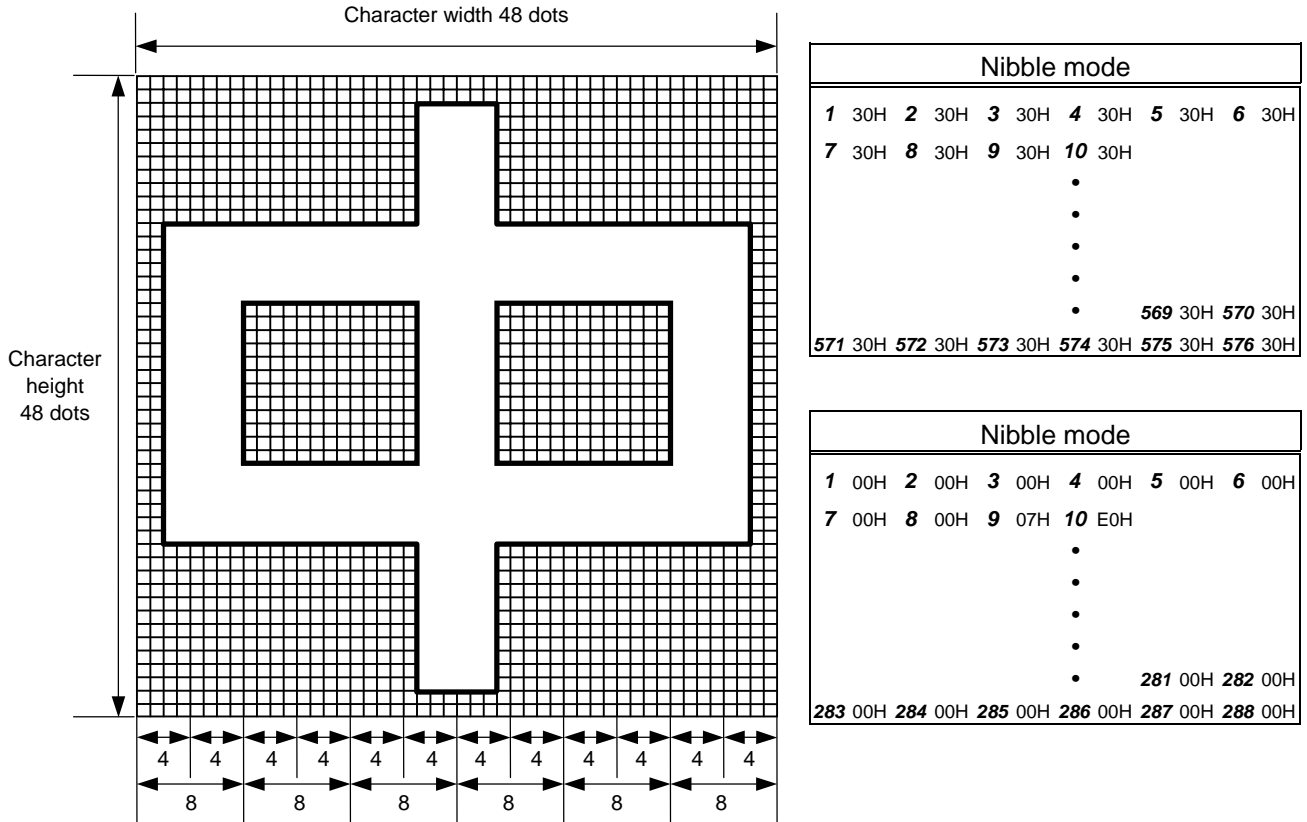 Character width 48 dots
Character
height
48 dots
4 4 4 4 4 4 4 4 4 4 4 4
8 8 8 8 8 8
Nibble mode
1 30H 2 30H 3 30H 4 30H 5 30H 6 30H
7 30H 8 30H 9 30H 10 30H
569 30H 570 30H
571 30H 572 30H 573 30H 574 30H 575 30H 576 30H
Nibble mode
1 00H 2 00H 3 00H 4 00H 5 00H 6 00H
7 00H 8 00H 9 07H 10 E0H
281 00H 282 00H
283 00H 284 00H 285 00H 286 00H 287 00H 288 00H